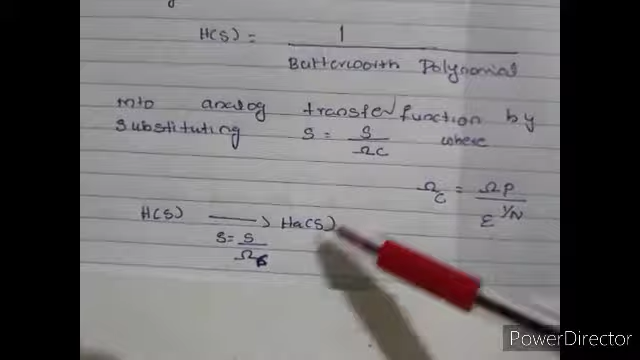 H(S) = 1 / Butterworth Polynomial
into analog transfer function by
substituting S = S / Ωc where
Ωc = Ωp / ε^1/N
H(S) ⟶ Ha(S)
S = S / Ωc
PowerDirector